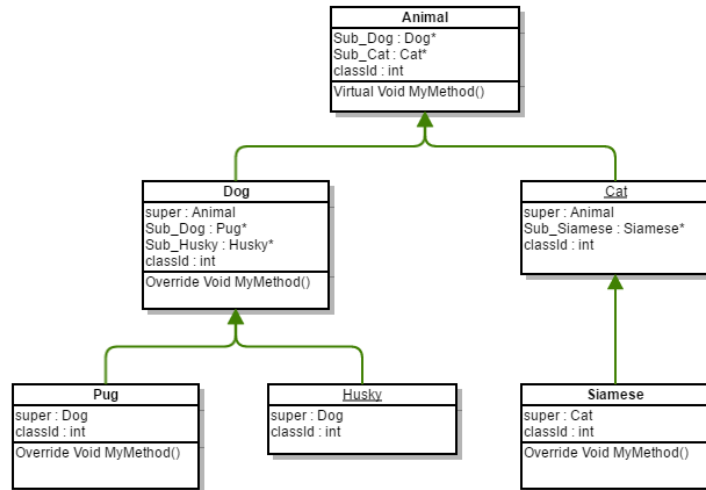 Animal
Sub_Dog : Dog*
Sub_Cat : Cat*
classId : int
Virtual Void MyMethod()
Dog
super : Animal
Sub_Dog : Pug*
Sub_Husky : Husky*
classId : int
Override Void MyMethod()
Cat
super : Animal
Sub_Siamese : Siamese*
classId : int
Pug
super : Dog
classId : int
Override Void MyMethod()
Husky
super : Dog
classId : int
Siamese
super : Cat
classId : int
Override Void MyMethod()